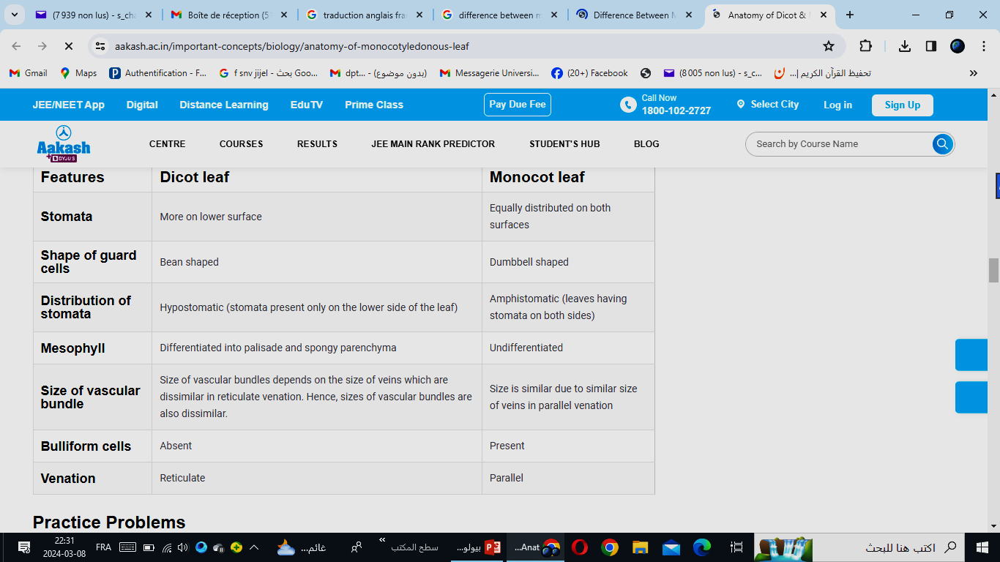 (7 939 non lus) - s_cha
Boîte de réception (5
traduction anglais fra
difference between m
Difference Between M
Anatomy of Dicot &
aakash.ac.in/important-concepts/biology/anatomy-of-monocotyledonous-leaf
Gmail
Maps
Authentification - F...
f snv jijel - بحث Goo...
dpt... - (بدون موضوع)
Messagerie Universi...
(20+) Facebook
(8 005 non lus) - s_c...
تحفيظ القرآن الكريم |...
JEE/NEET App
Digital
Distance Learning
EduTV
Prime Class
Pay Due Fee
Call Now
1800-102-2727
Select City
Log in
Sign Up
Aakash
BYJU'S
CENTRE
COURSES
RESULTS
JEE MAIN RANK PREDICTOR
STUDENT'S HUB
BLOG
Search by Course Name
Features
Dicot leaf
Monocot leaf
Stomata
More on lower surface
Equally distributed on both
surfaces
Shape of guard
cells
Bean shaped
Dumbbell shaped
Distribution of
stomata
Hypostomatic (stomata present only on the lower side of the leaf)
Amphistomatic (leaves having
stomata on both sides)
Mesophyll
Differentiated into palisade and spongy parenchyma
Undifferentiated
Size of vascular
bundle
Size of vascular bundles depends on the size of veins which are
dissimilar in reticulate venation. Hence, sizes of vascular bundles are
also dissimilar.
Size is similar due to similar size
of veins in parallel venation
Bulliform cells
Absent
Present
Venation
Reticulate
Parallel
Practice Problems
22:31
2024-03-08
FRA
غائم...
سطح المكتب
بيولو...
...Anat
اكتب هنا للبحث